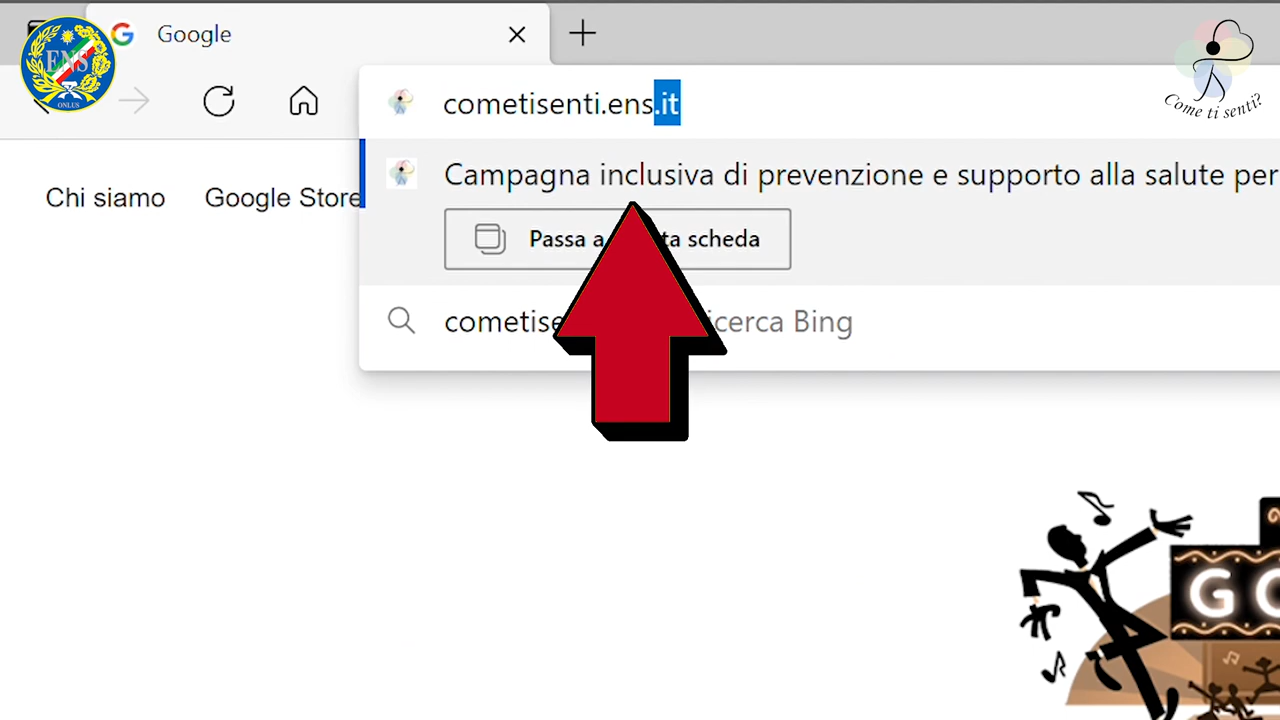 Google
ENS
ONLUS
Come ti senti?
cometisenti.ens.it
Chi siamo
Google Store
Campagna inclusiva di prevenzione e supporto alla salute per
Passa a ta scheda
cometise icerca Bing
GO